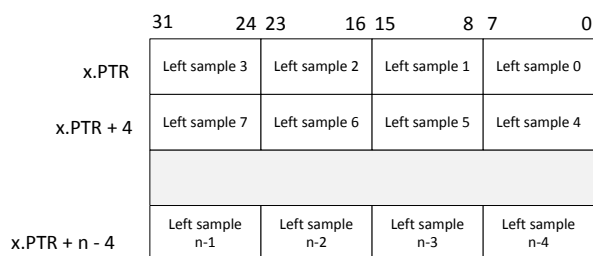 31 24 23 16 15 8 7 0
x.PTR Left sample 3 Left sample 2 Left sample 1 Left sample 0
x.PTR + 4 Left sample 7 Left sample 6 Left sample 5 Left sample 4
x.PTR + n - 4 Left sample n-1 Left sample n-2 Left sample n-3 Left sample n-4